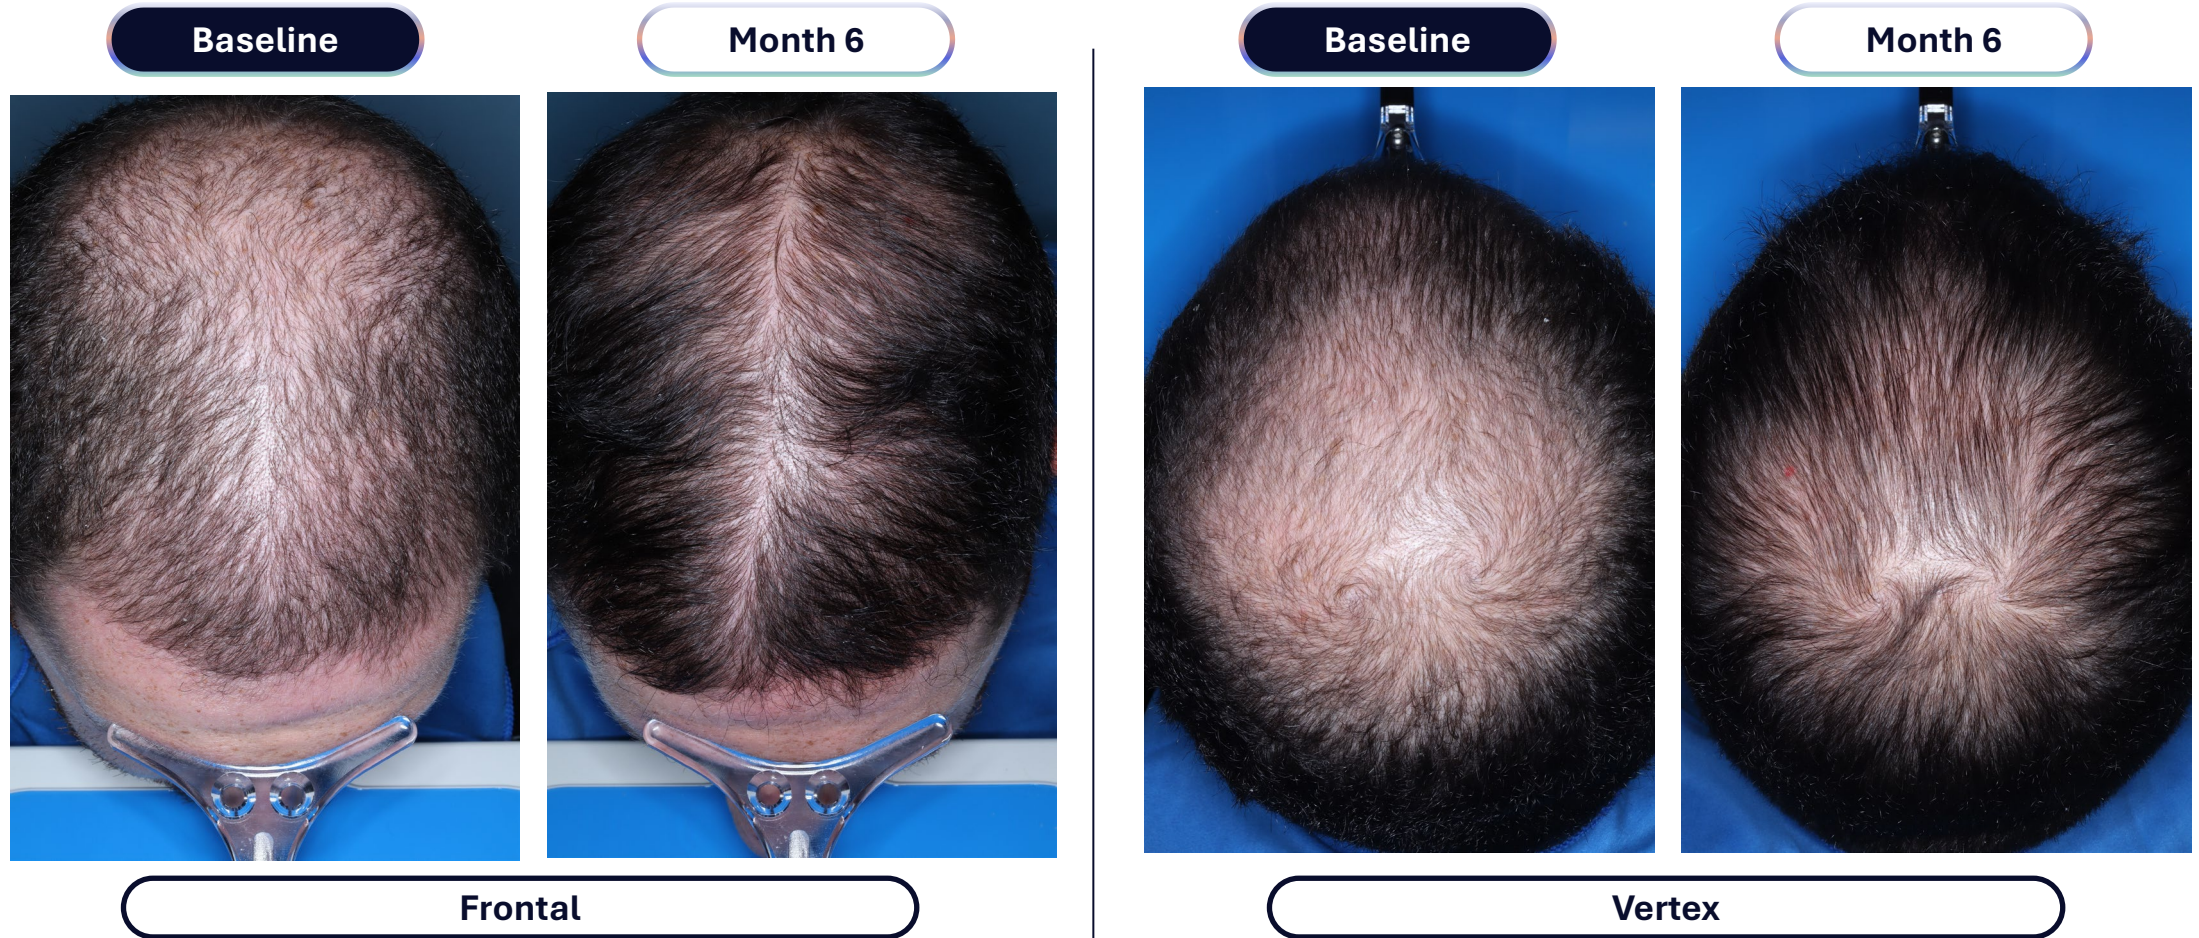 Baseline
Month 6
Baseline
Month 6
Frontal
Vertex